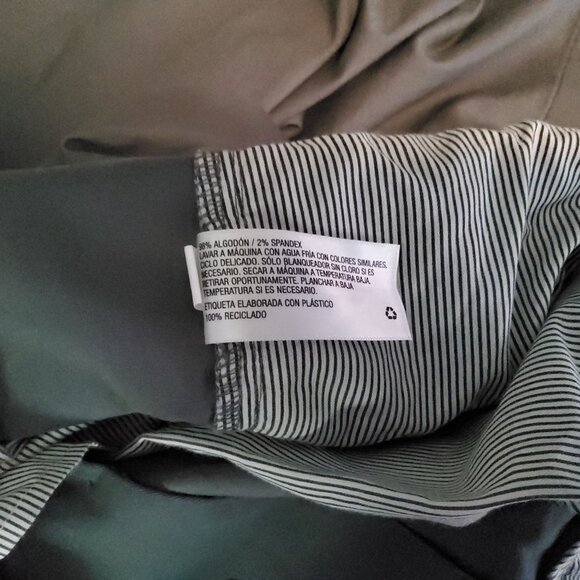 98% ALGODÓN / 2% SPANDEX
LAVAR A MÁQUINA CON AGUA FRÍA CON COLORES SIMILARES,
CICLO DELICADO. SÓLO BLANQUEADOR SIN CLORO SI ES
NECESARIO. SECAR A MÁQUINA A TEMPERATURA BAJA.
RETIRAR OPORTUNAMENTE. PLANCHAR A BAJA
TEMPERATURA SI ES NECESARIO.
ETIQUETA ELABORADA CON PLÁSTICO
100% RECICLADO